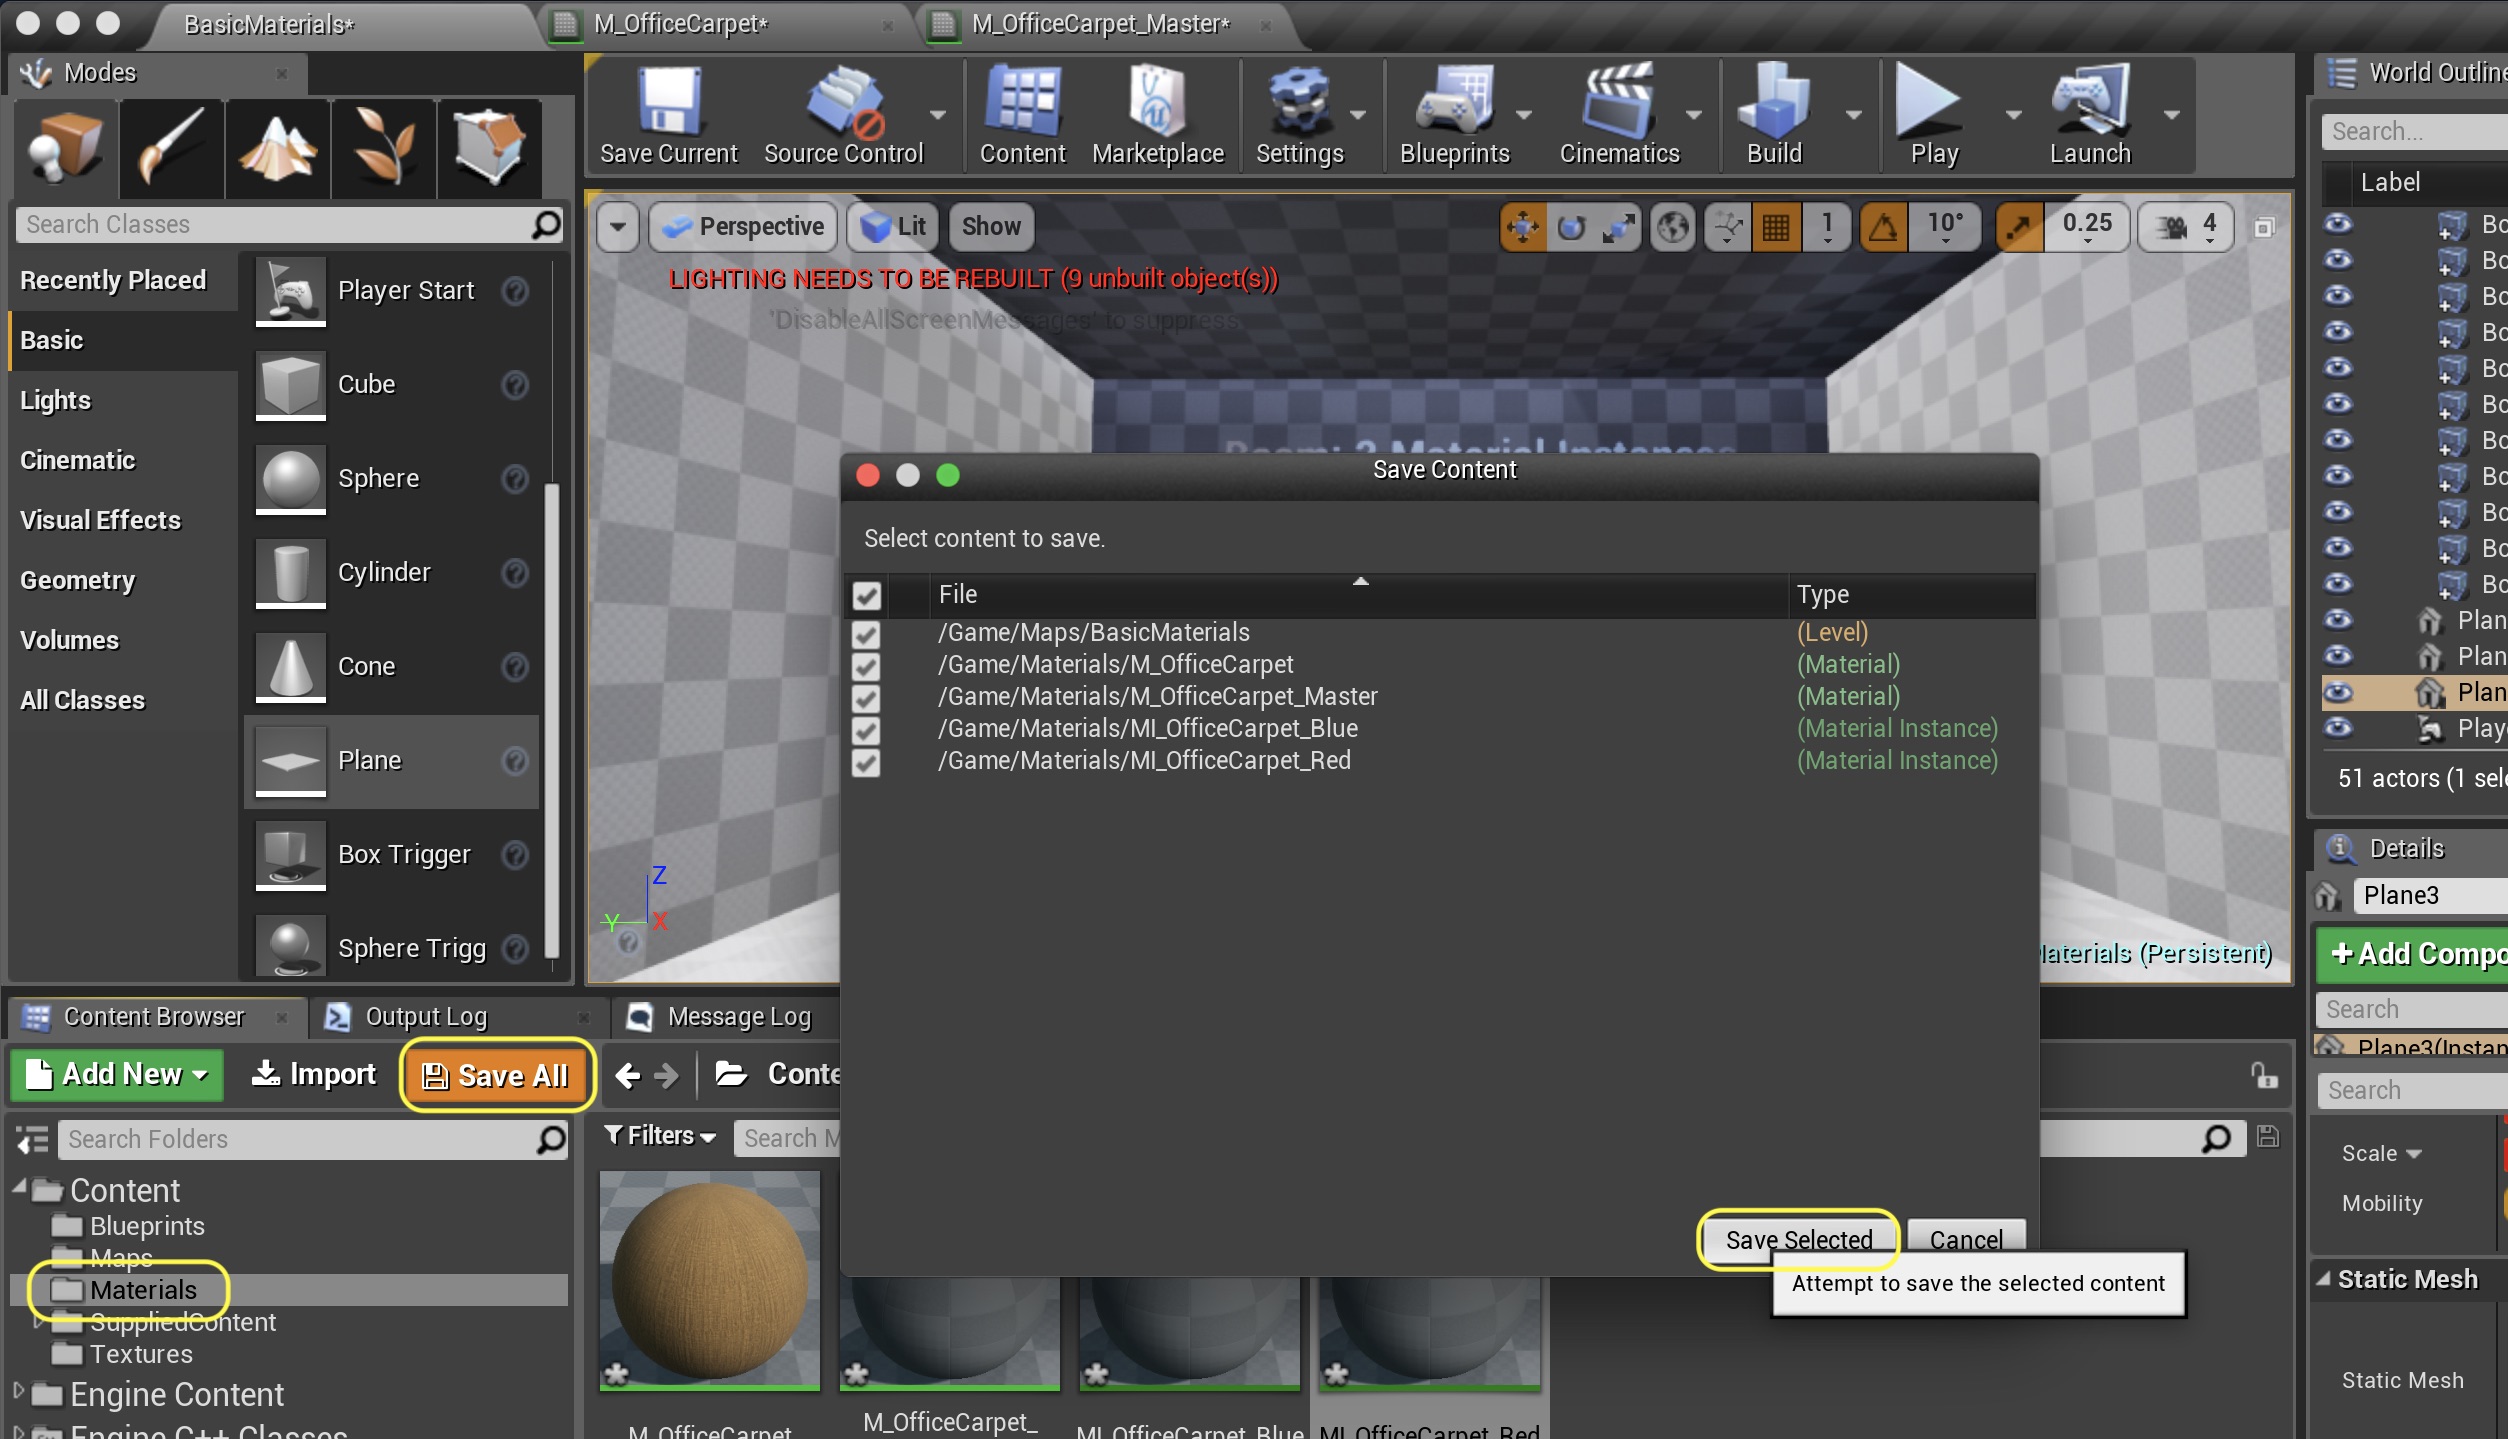 BasicMaterials*
M_OfficeCarpet*
M_OfficeCarpet_Master*
Modes
Save Current
Source Control
Content
Marketplace
Settings
Blueprints
Cinematics
Build
Play
Launch
World Outline
Search...
Label
Search Classes
Recently Placed
Basic
Lights
Cinematic
Visual Effects
Geometry
Volumes
All Classes
Player Start
Cube
Sphere
Cylinder
Cone
Plane
Box Trigger
Sphere Trigg
Perspective
Lit
Show
1
10°
0.25
4
LIGHTING NEEDS TO BE REBUILT (9 unbuilt object(s))
'DisableAllScreenMessages' to suppress
Room: 3 Material Instances
Z
Y
X
Materials (Persistent)
Bo
Bo
Bo
Bo
Bo
Bo
Bo
Bo
Bo
Bo
Bo
Plan
Plan
Plan
Playe
51 actors (1 sele
Details
Plane3
+Add Compo
Search
Plane3(Instan
Search
Scale
Mobility
Static Mesh
Static Mesh
Save Content
Select content to save.
File
Type
/Game/Maps/BasicMaterials
(Level)
/Game/Materials/M_OfficeCarpet
(Material)
/Game/Materials/M_OfficeCarpet_Master
(Material)
/Game/Materials/MI_OfficeCarpet_Blue
(Material Instance)
/Game/Materials/MI_OfficeCarpet_Red
(Material Instance)
Save Selected
Cancel
Attempt to save the selected content
Content Browser
Output Log
Message Log
Add New
Import
Save All
Conte
Search Folders
Filters
Search M
Content
Blueprints
Maps
Materials
SuppliedContent
Textures
Engine Content
Engine C++ Classes
M_OfficeCarpet
M_OfficeCarpet_
MI_OfficeCarpet_Blue
MI_OfficeCarpet_Red